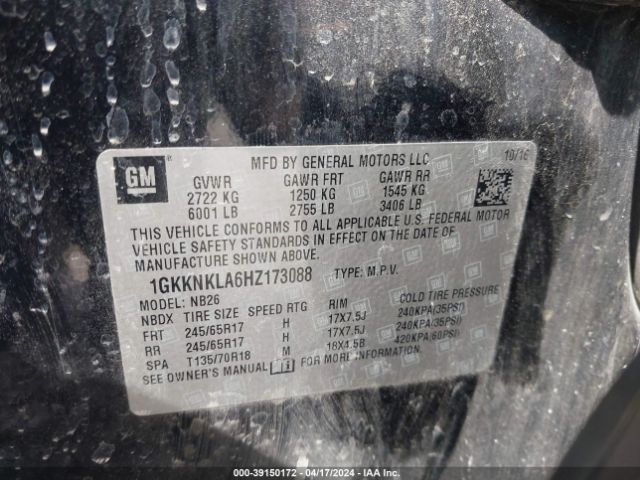 GM ®
MFD BY GENERAL MOTORS LLC 10/16
GVWR GAWR FRT GAWR RR
2722 KG 1250 KG 1545 KG
6001 LB 2755 LB 3406 LB
THIS VEHICLE CONFORMS TO ALL APPLICABLE U.S. FEDERAL MOTOR
VEHICLE SAFETY STANDARDS IN EFFECT ON THE DATE OF
MANUFACTURE SHOWN ABOVE.
1GKKNKLA6HZ173088 TYPE: M.P.V.
MODEL: NB26
NBDX TIRE SIZE SPEED RTG RIM COLD TIRE PRESSURE
FRT 245/65R17 H 17X7.5J 240KPA(35PSI)
RR 245/65R17 H 17X7.5J 240KPA(35PSI)
SPA T135/70R18 M 18X4.5B 420KPA(60PSI)
SEE OWNER'S MANUAL FOR MORE INFORMATION.
000-39150172 — 04/17/2024 — IAA Inc.